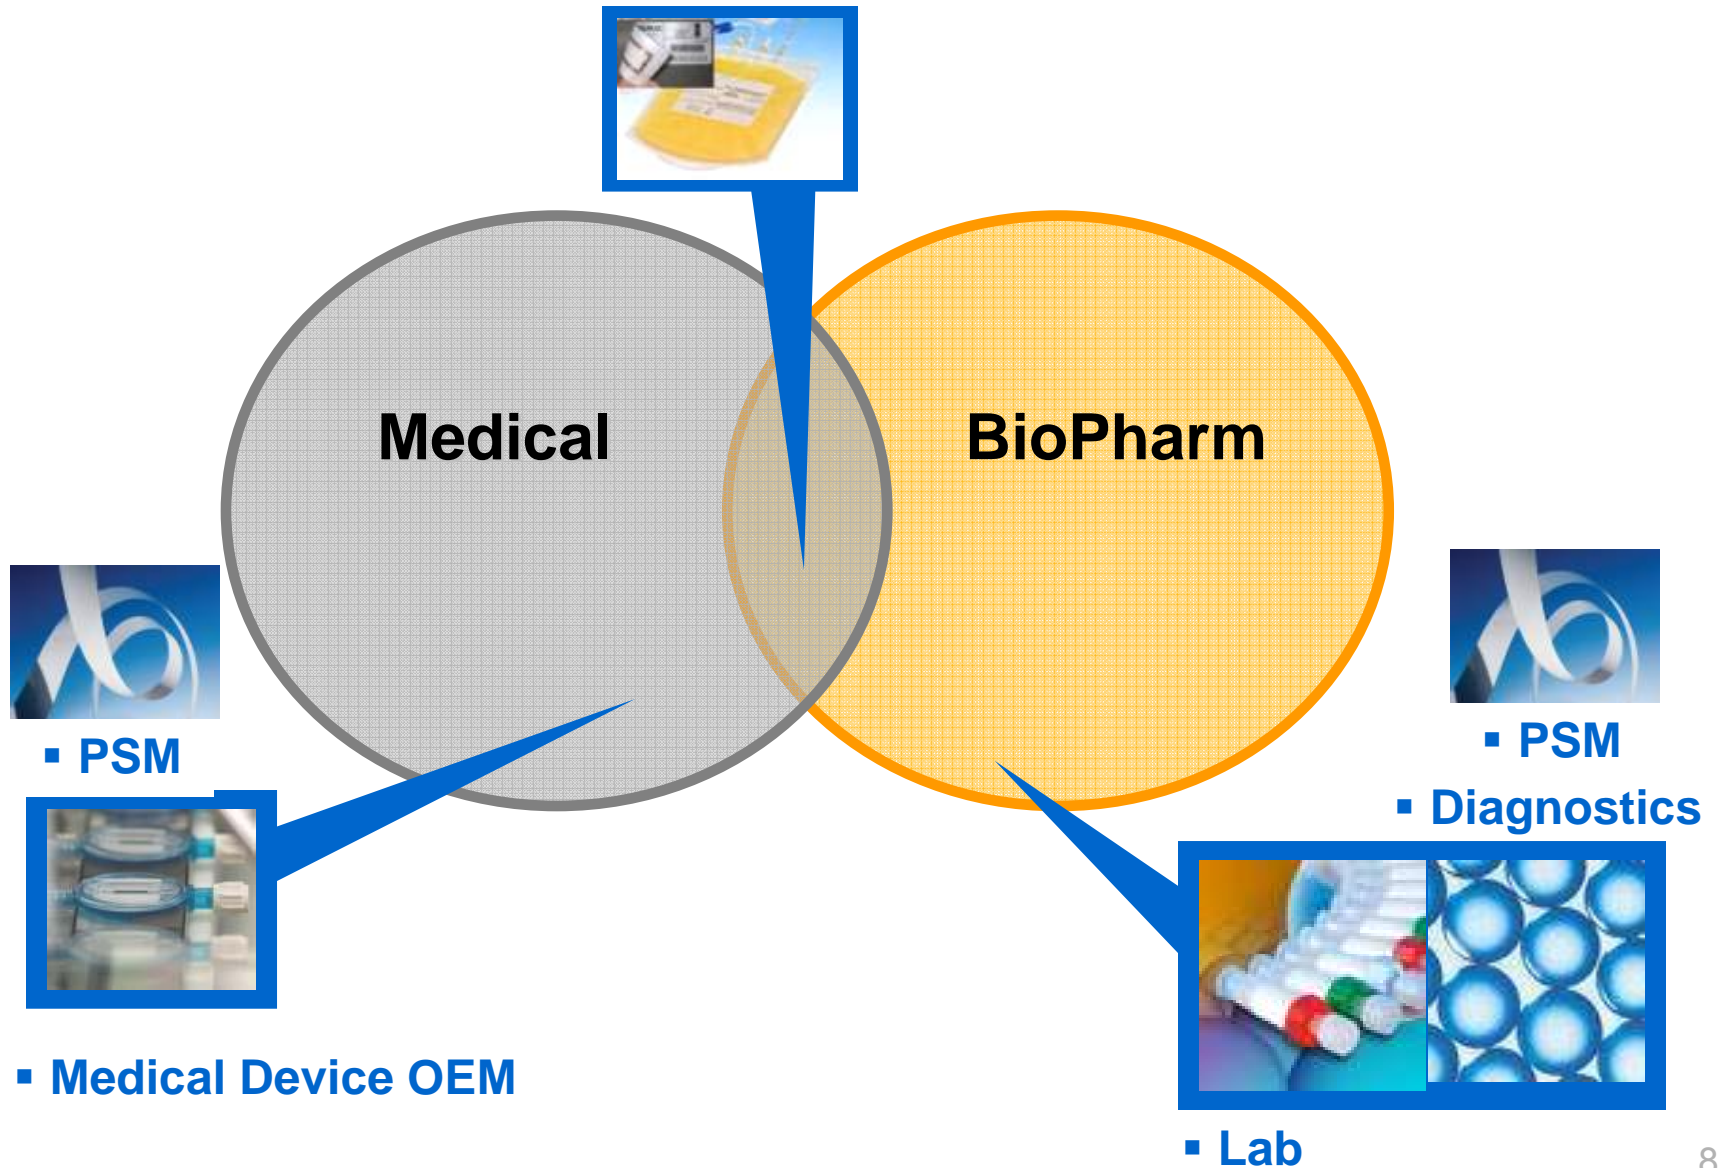 Medical
BioPharm
▪ PSM
▪ Medical Device OEM
▪ PSM
▪ Diagnostics
▪ Lab
8